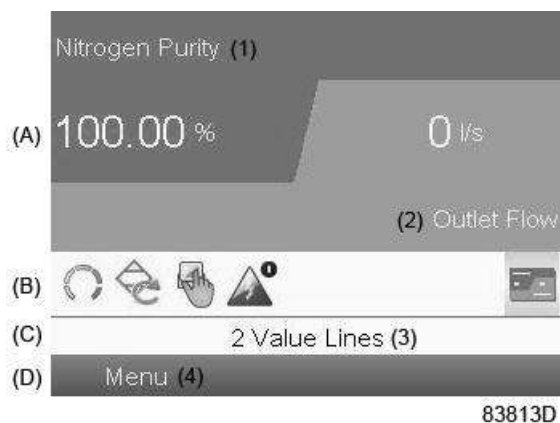 Nitrogen Purity (1)
(A) 100.00 % 0 l/s
(2) Outlet Flow
(B)
(C) 2 Value Lines (3)
(D) Menu (4)
83813D